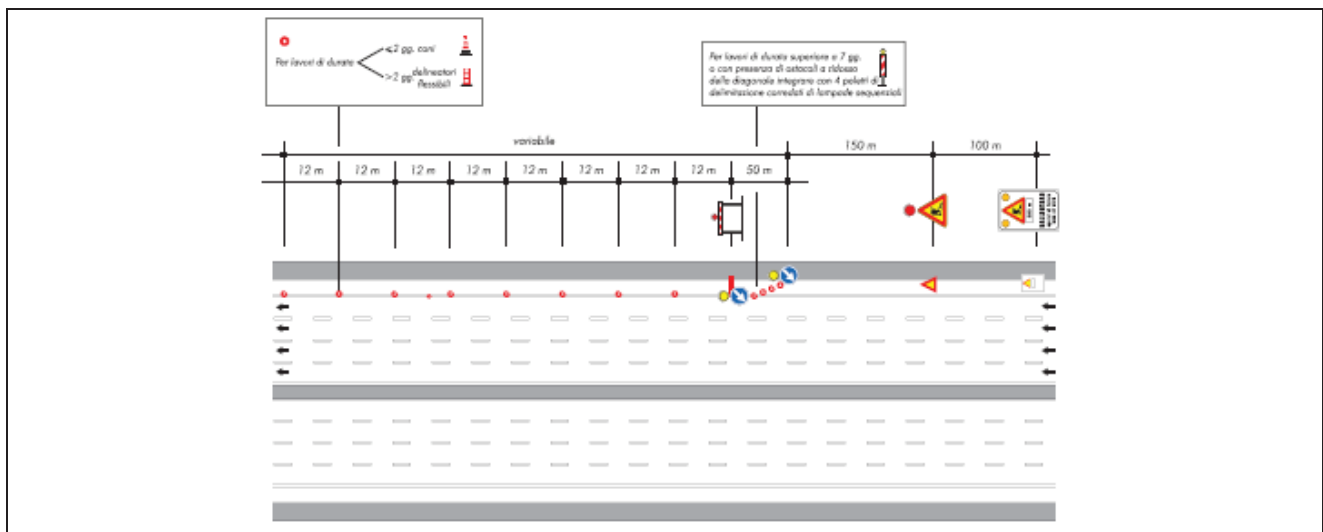 ⩽2 gg. coni
Per lavori di durata
>2 gg. delineatori
flessibili
Per lavori di durata superiore a 7 gg.
o con presenza di ostacoli a ridosso
della diagonale integrare con 4 paletti di
delimitazione corredati di lampade sequenziali
variabile
150 m
100 m
12 m
12 m
12 m
12 m
12 m
12 m
12 m
12 m
50 m